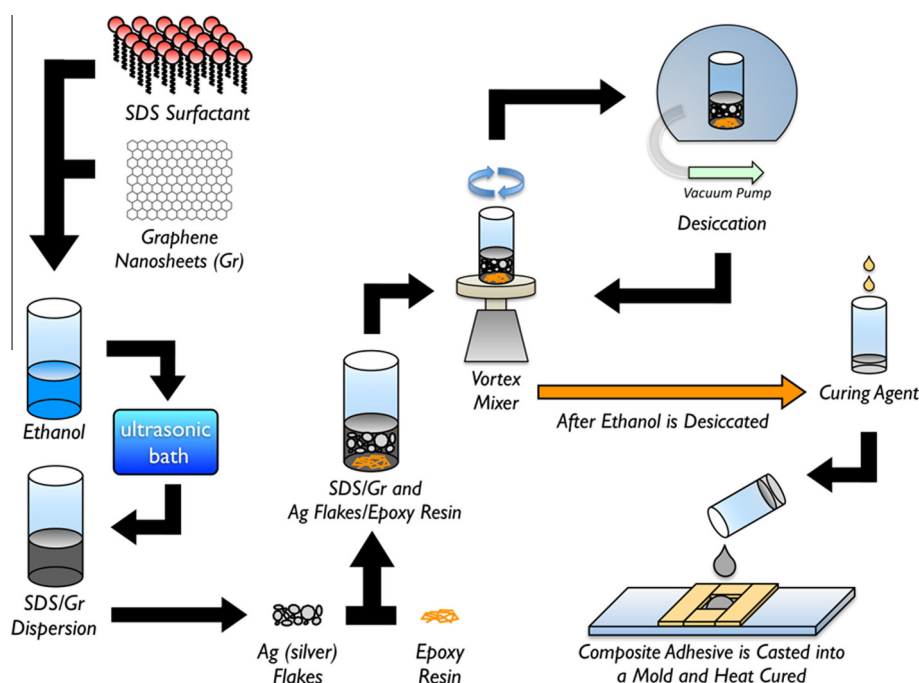 SDS Surfactant
Graphene
Nanosheets (Gr)
Ethanol
ultrasonic
bath
SDS/Gr
Dispersion
Ag (silver)
Flakes
Epoxy
Resin
SDS/Gr and
Ag Flakes/Epoxy Resin
Vortex
Mixer
Vacuum Pump
Desiccation
After Ethanol is Desiccated
Curing Agent
Composite Adhesive is Casted into
a Mold and Heat Cured